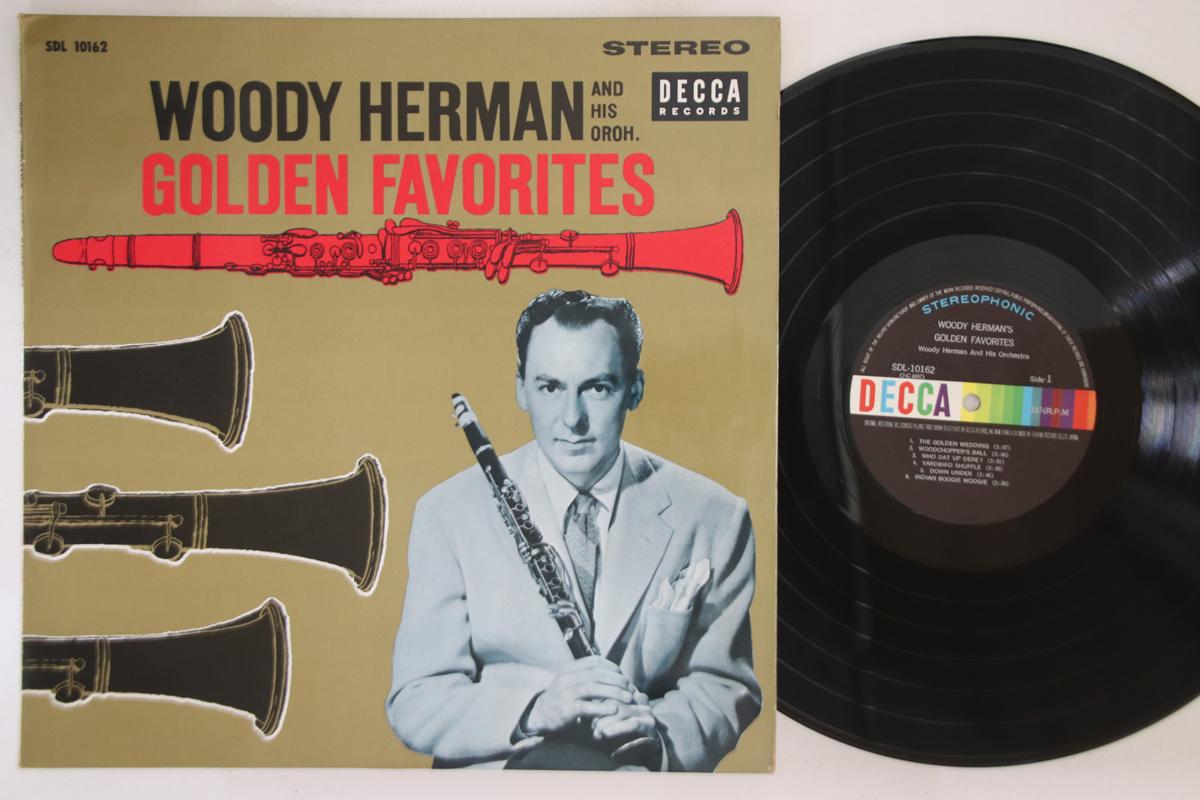 SDL 10162
STEREO
WOODY HERMAN
AND
HIS
OROH.
DECCA
RECORDS
GOLDEN FAVORITES
STEREOPHONIC
WOODY HERMAN'S
GOLDEN FAVORITES
Woody Herman And His Orchestra
SDL-10162
Side-1
DECCA
33⅓R.P.M
1. THE GOLDEN WEDDING
2. WOODCHOPPER'S BALL
3. WHO DAT UP DERE?
4. YARDBIRD SHUFFLE
5. DOWN UNDER
6. INDIAN BOOGIE WOOGIE